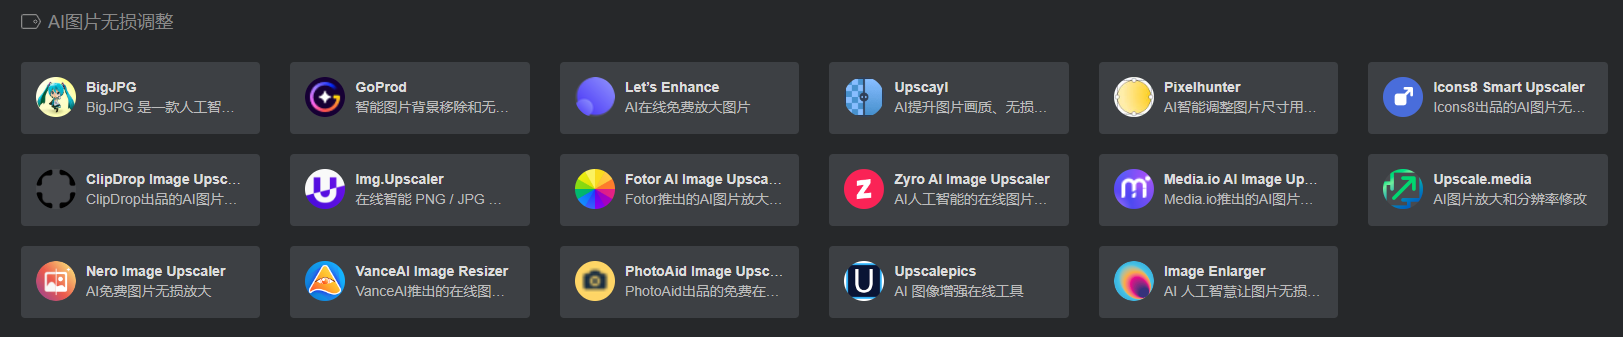 AI图片无损调整
BigJPG
BigJPG 是一款人工智...
GoProd
智能图片背景移除和无...
Let's Enhance
AI在线免费放大图片
Upscayl
AI提升图片画质、无损...
Pixelhunter
AI智能调整图片尺寸用...
Icons8 Smart Upscaler
Icons8出品的AI图片无...
ClipDrop Image Upsc...
ClipDrop出品的AI图片...
Img.Upscaler
在线智能 PNG / JPG ...
Fotor AI Image Upsca...
Fotor推出的AI图片放大...
Zyro AI Image Upscaler
AI人工智能的在线图片...
Media.io AI Image Up...
Media.io推出的AI图片...
Upscale.media
AI图片放大和分辨率修改
Nero Image Upscaler
AI免费图片无损放大
VanceAI Image Resizer
VanceAI推出的在线图...
PhotoAid Image Upsc...
PhotoAid出品的免费在...
Upscalepics
AI 图像增强在线工具
Image Enlarger
AI 人工智慧让图片无损...